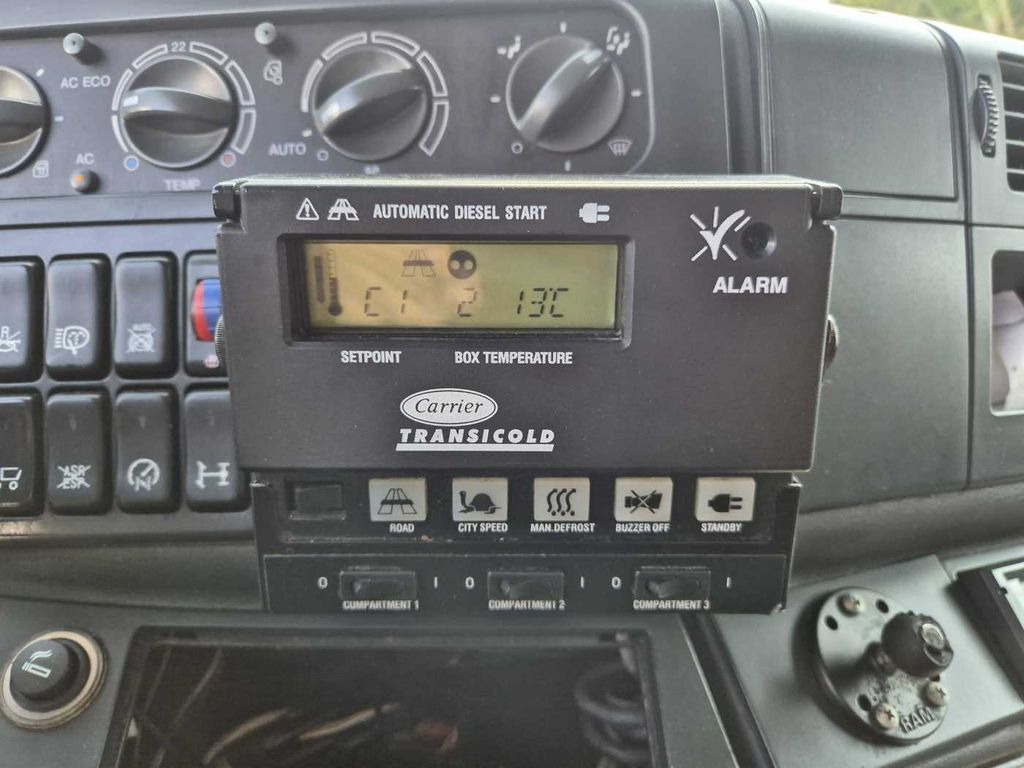 22
AC ECO
AC
AUTO
TEMP
AUTOMATIC DIESEL START
C1 2 13°C
ALARM
SETPOINT BOX TEMPERATURE
Carrier
TRANSICOLD
ASR
ESP
N
ROAD CITY SPEED MAN.DEFROST BUZZER OFF STANDBY
0 I 0 I 0 I
COMPARTMENT 1 COMPARTMENT 2 COMPARTMENT 3
RAM